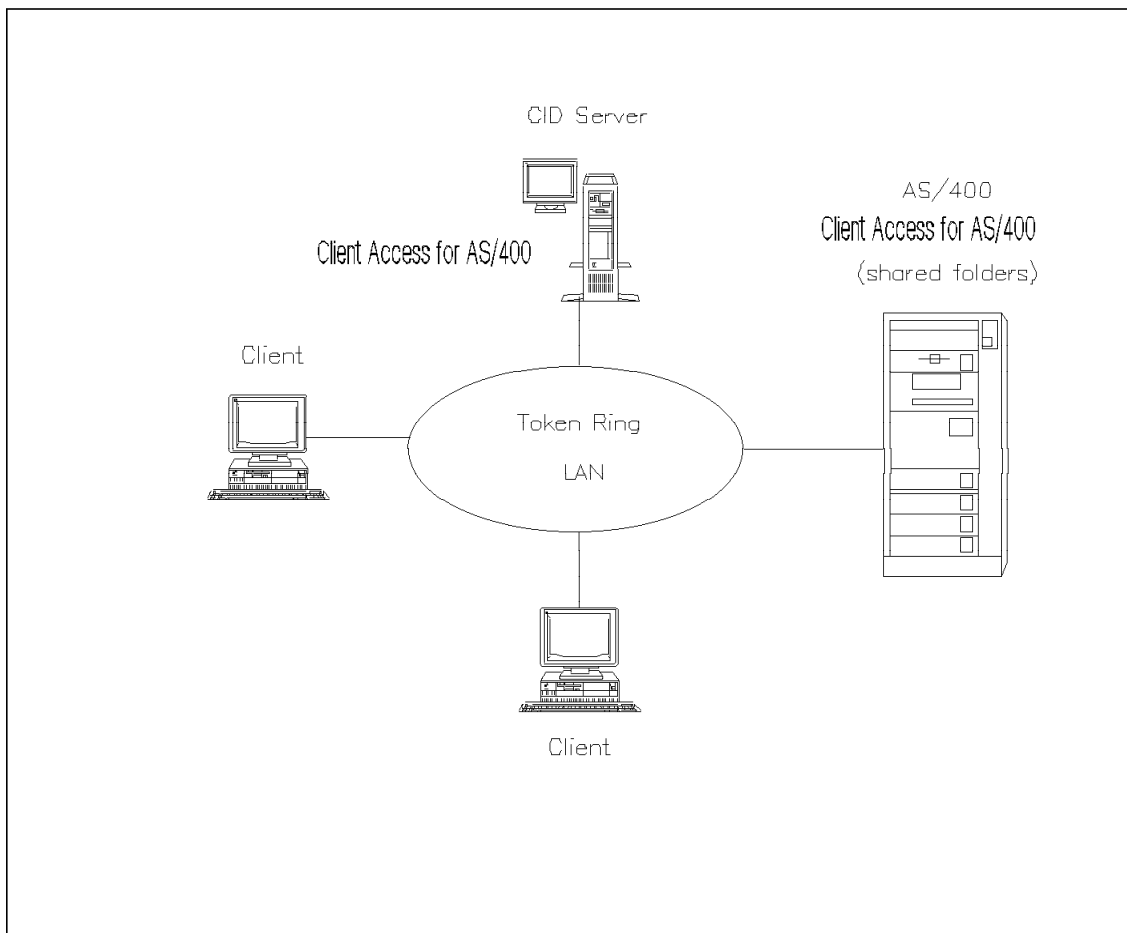 CID Server
AS/400
Client Access for AS/400
(shared folders)
Client Access for AS/400
Client
Token Ring
LAN
Client